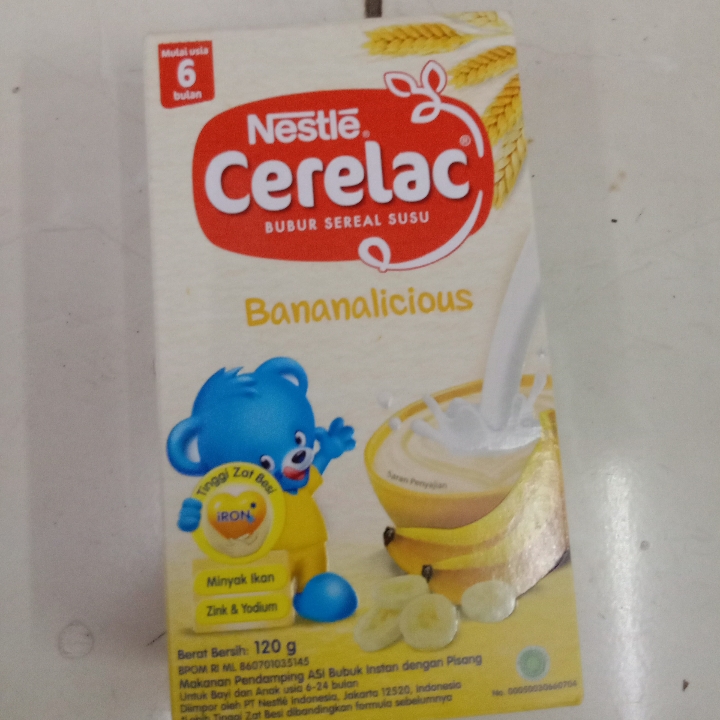 Mulai usia
6
bulan
Nestlé®
Cerelac®
BUBUR SEREAL SUSU
Bananalicious
Saran Penyajian
Tinggi Zat Besi
IRON+
Minyak Ikan
Zink & Yodium
Berat Bersih: 120 g
BPOM RI ML 860701035145
Makanan Pendamping ASI Bubuk Instan dengan Pisang
Untuk Bayi dan Anak usia 6-24 bulan
Diimpor oleh PT Nestlé Indonesia, Jakarta 12520, Indonesia
Lebih Tinggi Zat Besi dibandingkan formula sebelumnya